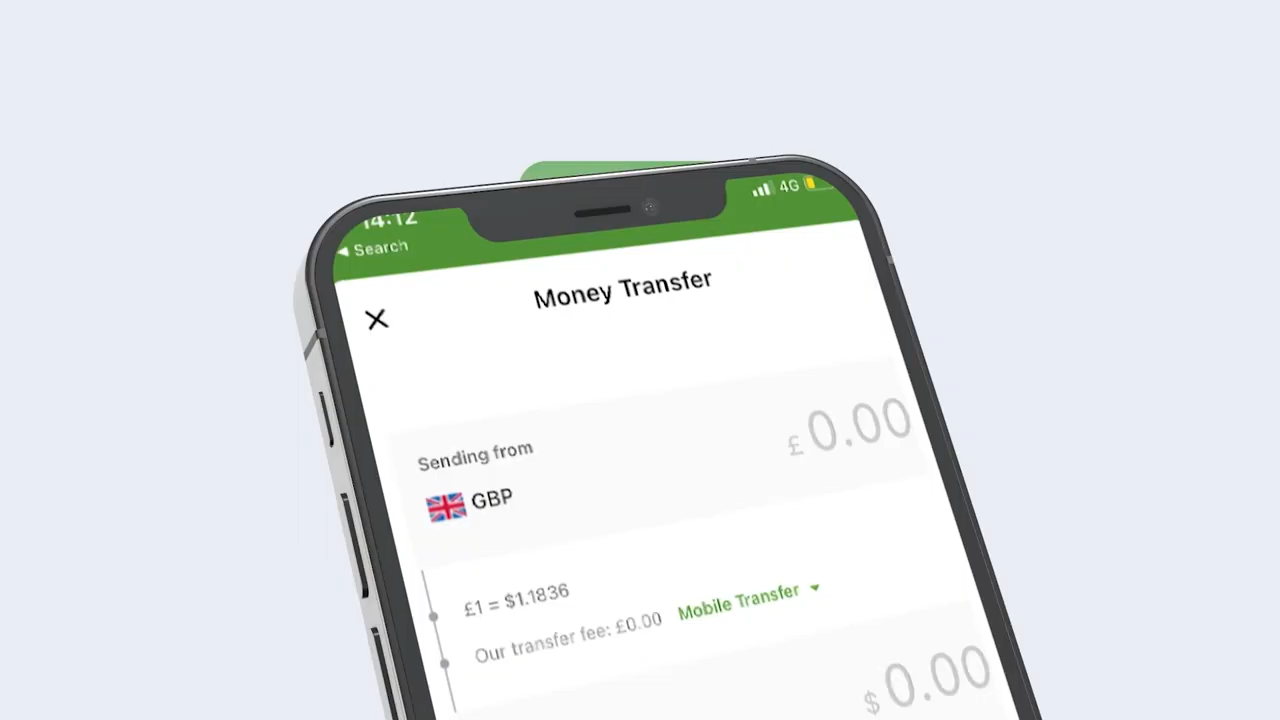 14:12
4G
◀ Search
Money Transfer
Sending from
£0.00
GBP
£1 = $1.1836
Our transfer fee: £0.00 Mobile Transfer
$0.00